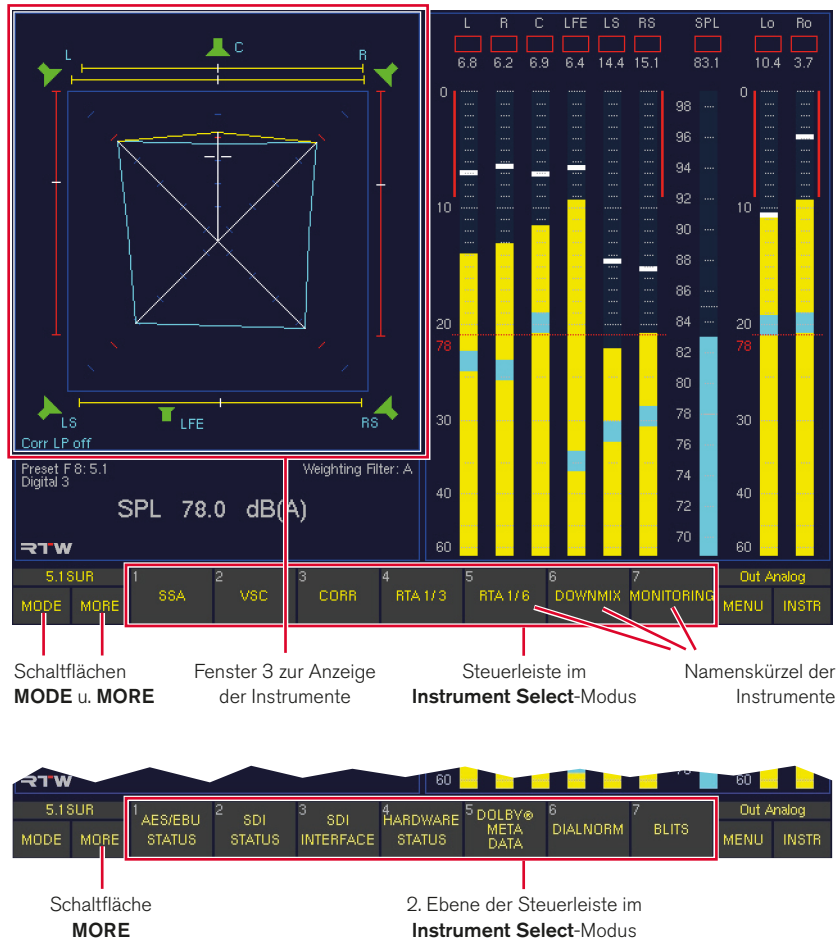 L R C LFE LS RS SPL Lo Ro
6.8 6.2 6.9 6.4 14.4 15.1 83.1 10.4 3.7
L C R
0 0
98
96
94
92
10 10
90
88
86
84
20 20
78 78
82
80
30 78 30
76
74
40 40
72
70
60 60
LS LFE RS
Corr LP off
Preset F 8: 5.1 Weighting Filter: A
Digital 3
SPL 78.0 dB(A)
RTW
5.1SUR 1 2 3 4 5 6 7 Out Analog
MODE MORE SSA VSC CORR RTA 1/3 RTA 1/6 DOWNMIX MONITORING MENU INSTR
Schaltflächen
MODE u. MORE
Fenster 3 zur Anzeige
der Instrumente
Steuerleiste im
Instrument Select-Modus
Namenskürzel der
Instrumente
RTW 60 60
5.1SUR Out Analog
MODE MORE
1 AES/EBU
STATUS
2 SDI
STATUS
3 SDI
INTERFACE
4 HARDWARE
STATUS
5 DOLBY®
META
DATA
6 DIALNORM
7 BLITS
MENU INSTR
Schaltfläche
MORE
2. Ebene der Steuerleiste im
Instrument Select-Modus